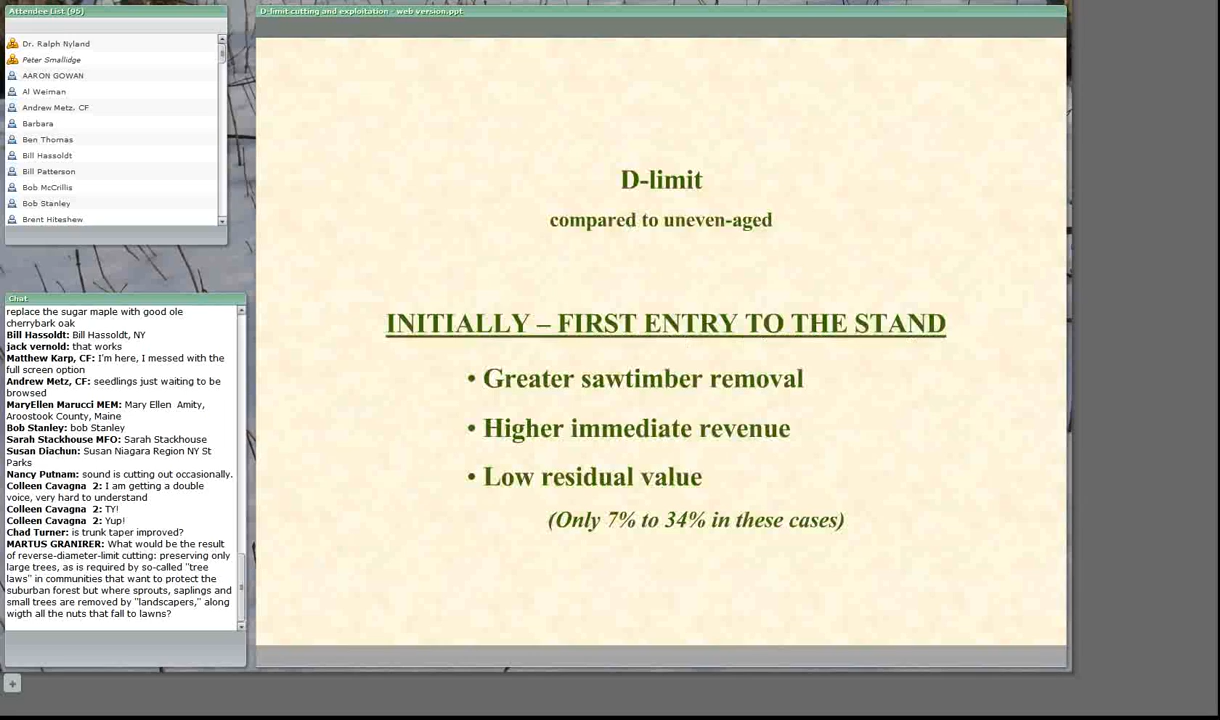 Attendee List (95)
Dr. Ralph Nyland
Peter Smallidge
AARON GOWAN
Al Weiman
Andrew Metz, CF
Barbara
Ben Thomas
Bill Hassoldt
Bill Patterson
Bob McCrillis
Bob Stanley
Brent Hiteshew
Chat
replace the sugar maple with good ole
cherrybark oak
Bill Hassoldt: Bill Hassoldt, NY
jack vernold: that works
Matthew Karp, CF: I'm here, I messed with the
full screen option
Andrew Metz, CF: seedlings just waiting to be
browsed
MaryEllen Marucci MEM: Mary Ellen Amity,
Aroostook County, Maine
Bob Stanley: bob Stanley
Sarah Stackhouse MFO: Sarah Stackhouse
Susan Diachun: Susan Niagara Region NY St
Parks
Nancy Putnam: sound is cutting out occasionally.
Colleen Cavagna 2: I am getting a double
voice, very hard to understand
Colleen Cavagna 2: TY!
Colleen Cavagna 2: Yup!
Chad Turner: is trunk taper improved?
MARTUS GRANIRER: What would be the result
of reverse-diameter-limit cutting: preserving only
large trees, as is required by so-called "tree
laws" in communities that want to protect the
suburban forest but where sprouts, saplings and
small trees are removed by "landscapers," along
wigth all the nuts that fall to lawns?
D-limit cutting and exploitation - web version.ppt
D-limit
compared to uneven-aged
INITIALLY – FIRST ENTRY TO THE STAND
• Greater sawtimber removal
• Higher immediate revenue
• Low residual value
(Only 7% to 34% in these cases)